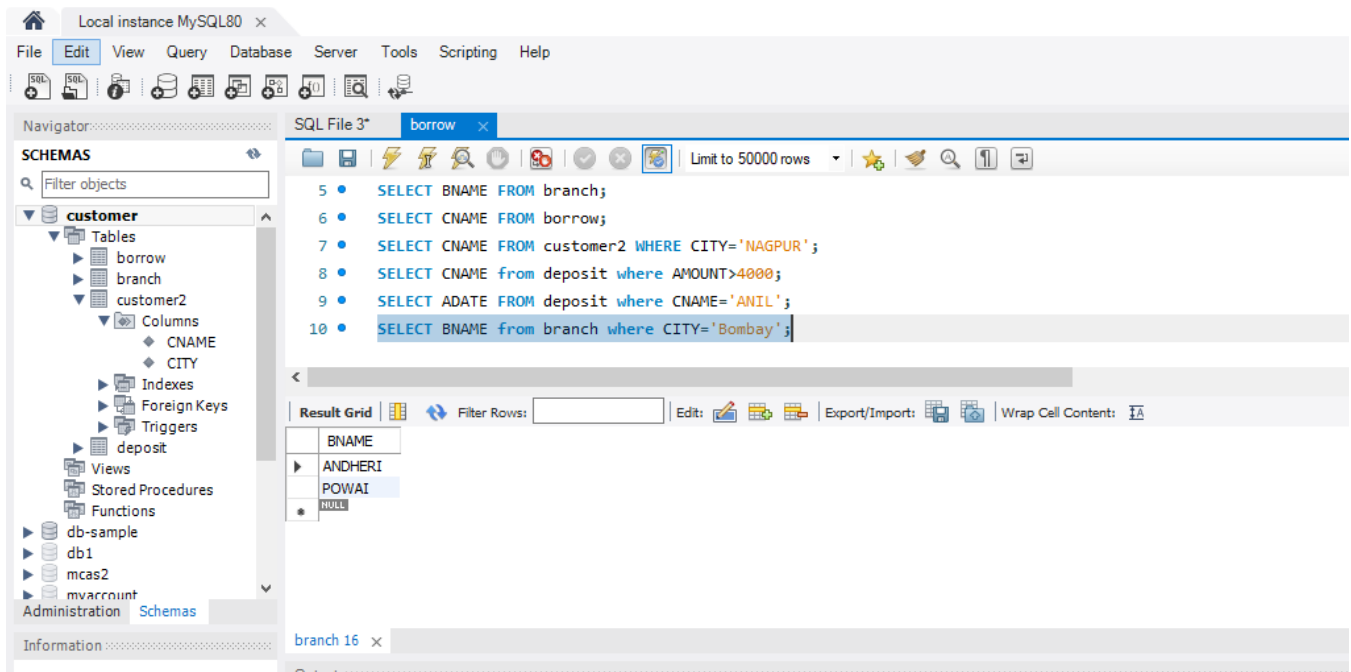 Local instance MySQL80 ×
File Edit View Query Database Server Tools Scripting Help
Navigator
SCHEMAS
Filter objects
customer
Tables
borrow
branch
customer2
Columns
CNAME
CITY
Indexes
Foreign Keys
Triggers
deposit
Views
Stored Procedures
Functions
db-sample
db1
mcas2
myaccount
Administration Schemas
Information
SQL File 3* borrow ×
Limit to 50000 rows
5 SELECT BNAME FROM branch;
6 SELECT CNAME FROM borrow;
7 SELECT CNAME FROM customer2 WHERE CITY='NAGPUR';
8 SELECT CNAME from deposit where AMOUNT>4000;
9 SELECT ADATE FROM deposit where CNAME='ANIL';
10 SELECT BNAME from branch where CITY='Bombay';
Result Grid Filter Rows: Edit: Export/Import: Wrap Cell Content:
BNAME
ANDHERI
POWAI
NULL
branch 16 ×